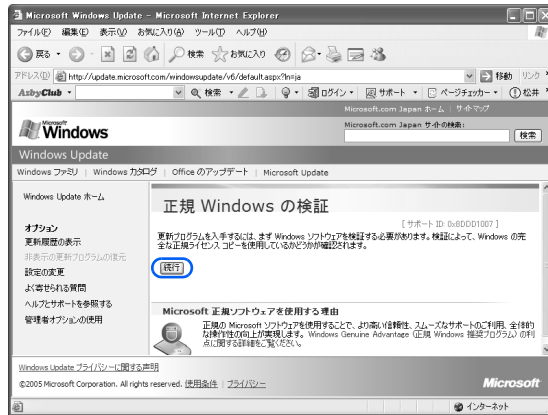 Microsoft Windows Update - Microsoft Internet Explorer
ファイル(F) 編集(E) 表示(V) お気に入り(A) ツール(T) ヘルプ(H)
戻る 検索 お気に入り
アドレス(D) http://update.microsoft.com/windowsupdate/v6/default.aspx?ln=ja 移動 リンク
AzbyClub 検索 ログイン サポート ページチェッカー 松井
Microsoft.com Japan ホーム | サイトマップ
Microsoft Windows
Microsoft.com Japan サイトの検索:
検索
Windows Update
Windows ファミリ | Windows カタログ | Office のアップデート | Microsoft Update
Windows Update ホーム
オプション
更新履歴の表示
非表示の更新プログラムの復元
設定の変更
よく寄せられる質問
ヘルプとサポートを参照する
管理者オプションの使用
正規 Windows の検証
[ サポート ID: 0x8DDD1007 ]
更新プログラムを入手するには、まず Windows ソフトウェアを検証する必要があります。検証によって、Windows の完
全な正規ライセンス コピーを使用しているかどうかが確認されます。
続行
Microsoft 正規ソフトウェアを使用する理由
正規の Microsoft ソフトウェアを使用することで、より高い信頼性、スムーズなサポートのご利用、全体的
な操作性の向上が実現します。Windows Genuine Advantage (正規 Windows 推奨プログラム) の利
点に関する詳細をご覧ください。
Windows Update プライバシーに関する声明
©2005 Microsoft Corporation. All rights reserved. 使用条件 | プライバシー
Microsoft
インターネット